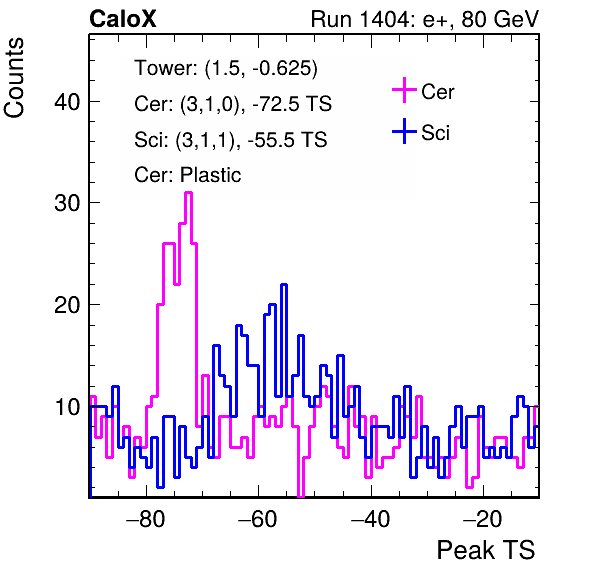 CaloX Run 1404: e+, 80 GeV
Counts
Tower: (1.5, -0.625)
Cer: (3,1,0), -72.5 TS
Sci: (3,1,1), -55.5 TS
Cer: Plastic
Cer
Sci
40
30
20
10
−80 −60 −40 −20
Peak TS